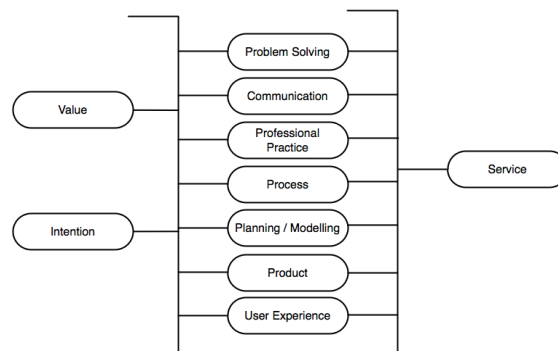 Value
Intention
Problem Solving
Communication
Professional
Practice
Process
Planning / Modelling
Product
User Experience
Service